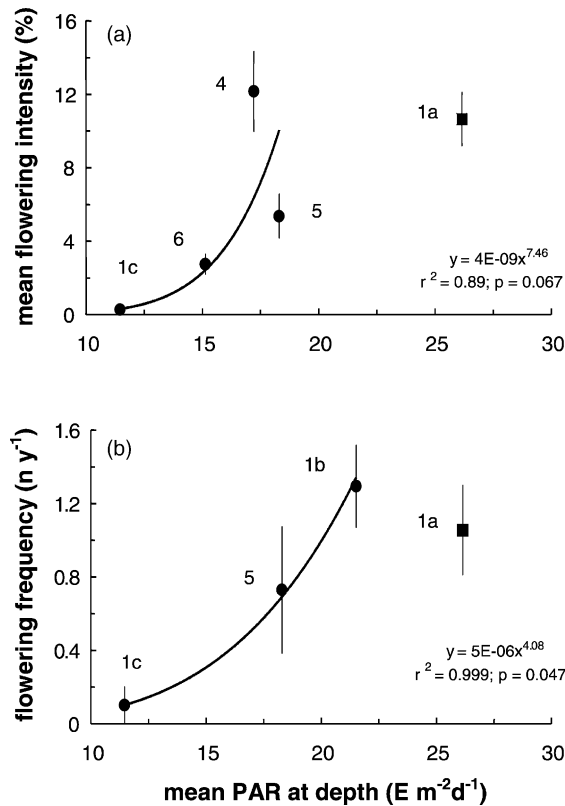 (a)
mean flowering intensity (%)
16
12
8
4
0
4
1a
5
6
1c
y = 4E-09x^7.46
r ² = 0.89; p = 0.067
10 15 20 25 30
(b)
flowering frequency (n y⁻¹)
1.6
1.2
0.8
0.4
0
1b
1a
5
1c
y = 5E-06x^4.08
r ² = 0.999; p = 0.047
10 15 20 25 30
mean PAR at depth (E m⁻²d⁻¹)